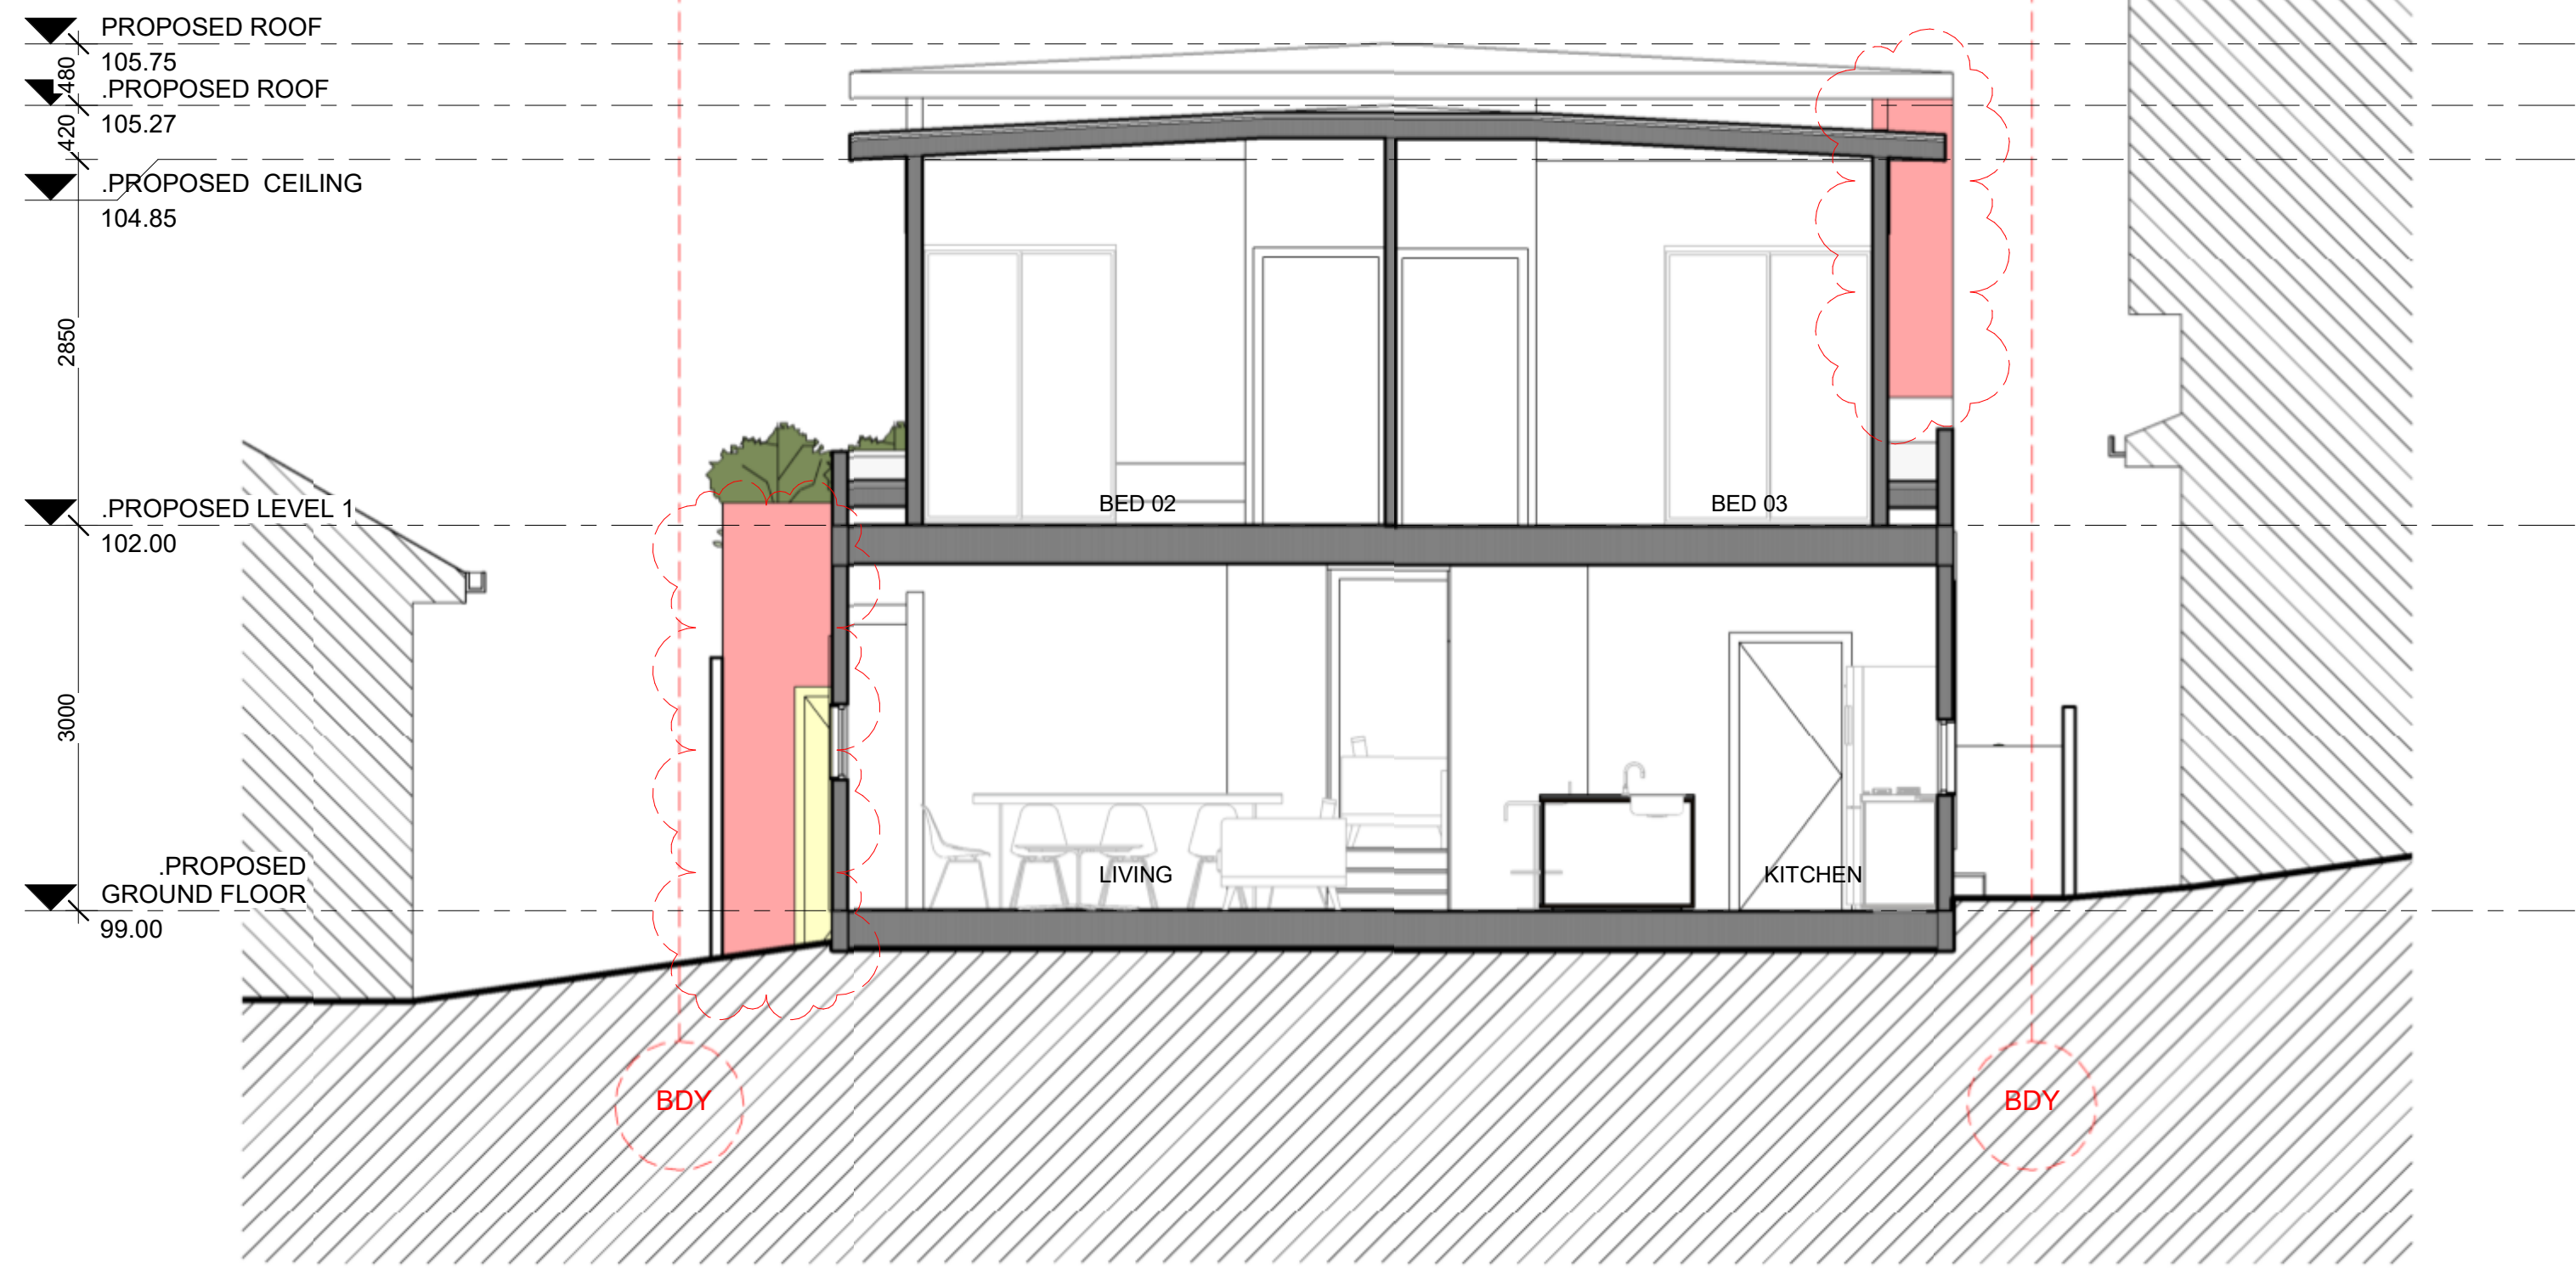 PROPOSED ROOF
105.75
480
.PROPOSED ROOF
105.27
420
.PROPOSED CEILING
104.85
2850
BED 02
BED 03
.PROPOSED LEVEL 1
102.00
3000
.PROPOSED
GROUND FLOOR
99.00
LIVING
KITCHEN
BDY
BDY